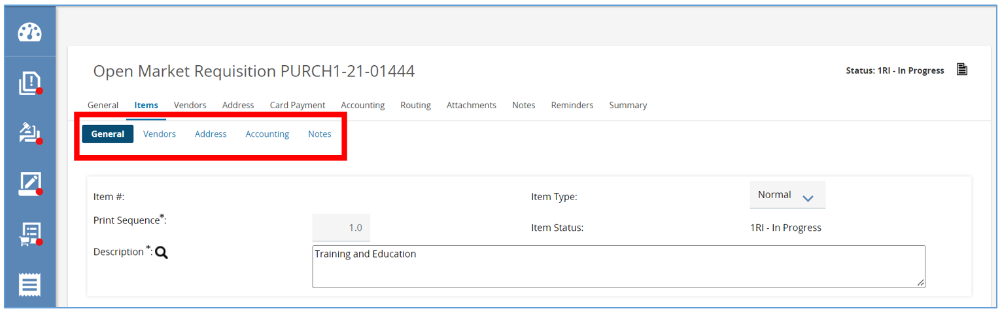 Open Market Requisition PURCH1-21-01444
Status: 1RI - In Progress
General Items Vendors Address Card Payment Accounting Routing Attachments Notes Reminders Summary
General Vendors Address Accounting Notes
Item #:
Item Type: Normal
Print Sequence*: 1.0
Item Status: 1RI - In Progress
Description *: Training and Education